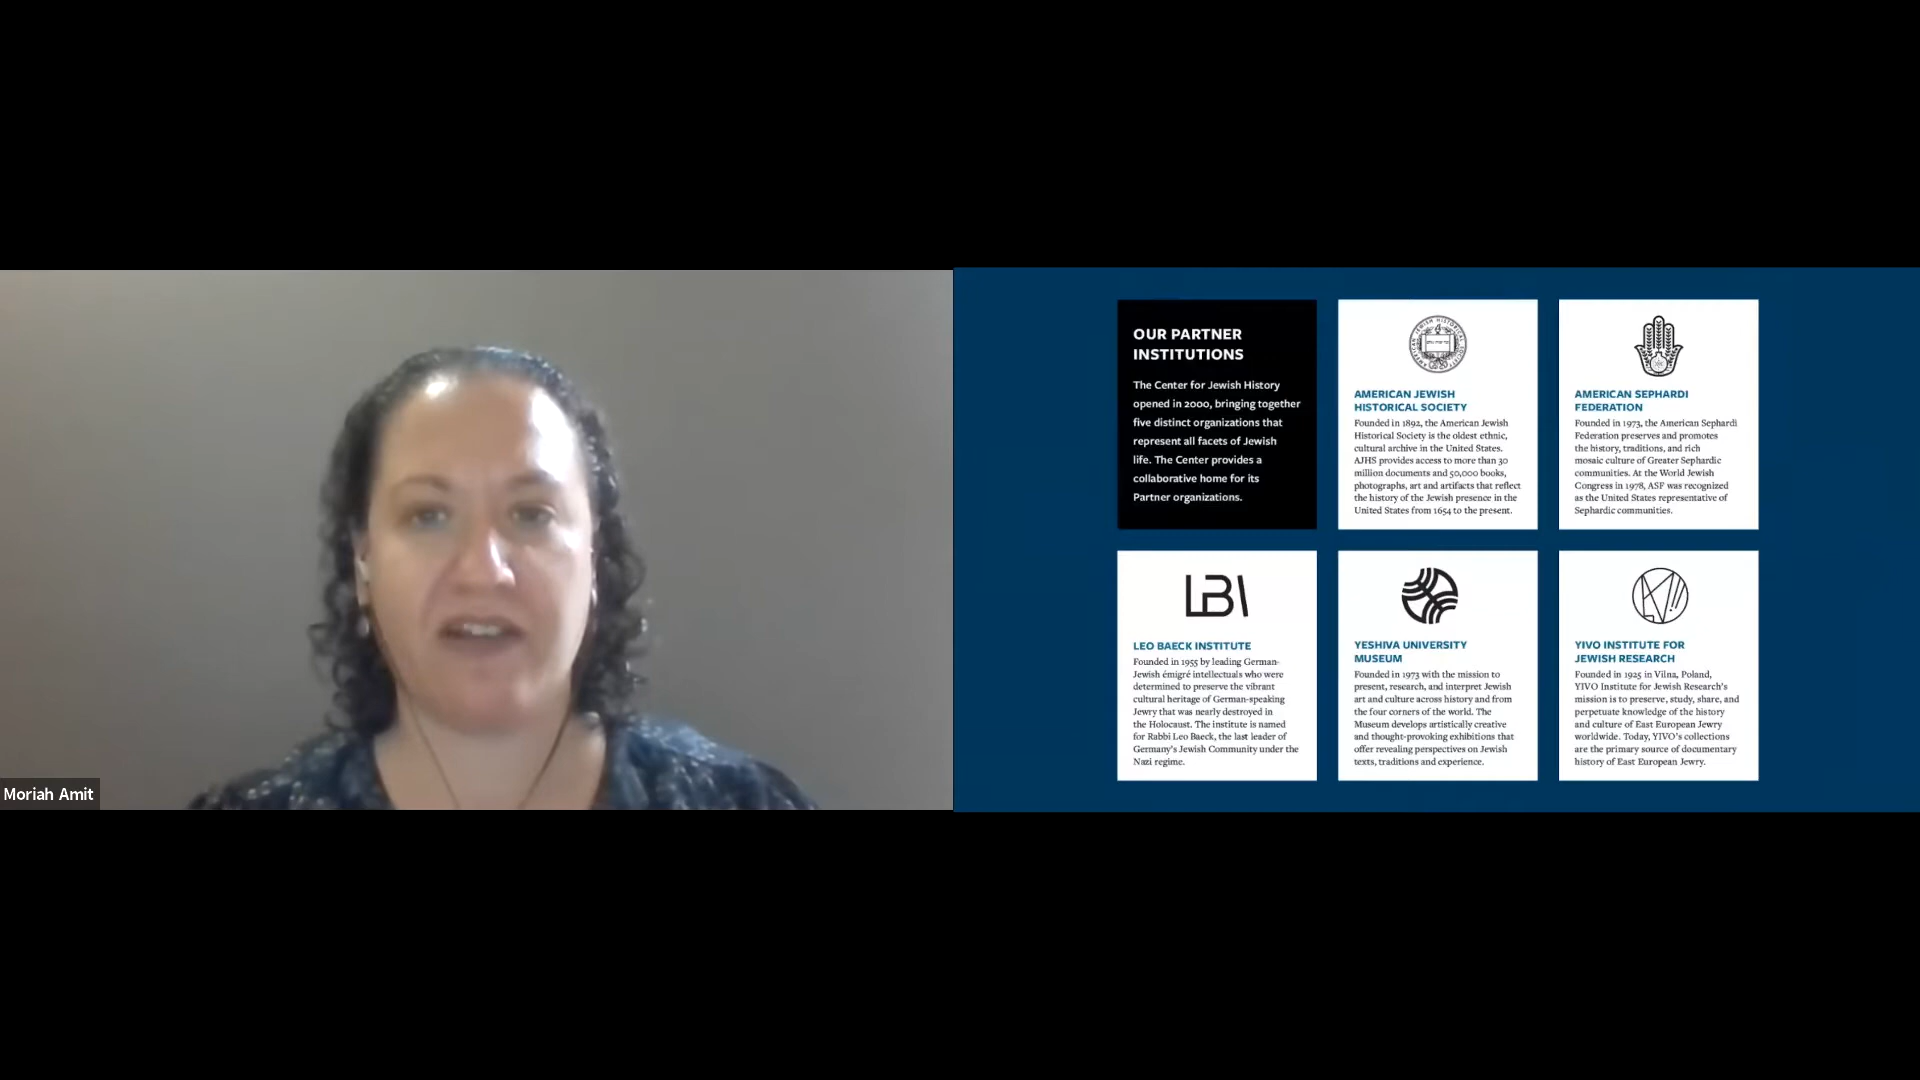 Moriah Amit
OUR PARTNER
INSTITUTIONS
The Center for Jewish History
opened in 2000, bringing together
five distinct organizations that
represent all facets of Jewish
life. The Center provides a
collaborative home for its
Partner organizations.
AMERICAN JEWISH HISTORICAL SOCIETY
AMERICAN JEWISH
HISTORICAL SOCIETY
Founded in 1892, the American Jewish
Historical Society is the oldest ethnic,
cultural archive in the United States.
AJHS provides access to more than 30
million documents and 50,000 books,
photographs, art and artifacts that reflect
the history of the Jewish presence in the
United States from 1654 to the present.
AMERICAN SEPHARDI
FEDERATION
Founded in 1973, the American Sephardi
Federation preserves and promotes
the history, traditions, and rich
mosaic culture of Greater Sephardic
communities. At the World Jewish
Congress in 1978, ASF was recognized
as the United States representative of
Sephardic communities.
LBI
LEO BAECK INSTITUTE
Founded in 1955 by leading German-
Jewish émigré intellectuals who were
determined to preserve the vibrant
cultural heritage of German-speaking
Jewry that was nearly destroyed in
the Holocaust. The institute is named
for Rabbi Leo Baeck, the last leader of
Germany's Jewish Community under the
Nazi regime.
YESHIVA UNIVERSITY
MUSEUM
Founded in 1973 with the mission to
present, research, and interpret Jewish
art and culture across history and from
the four corners of the world. The
Museum develops artistically creative
and thought-provoking exhibitions that
offer revealing perspectives on Jewish
texts, traditions and experience.
YIVO INSTITUTE FOR
JEWISH RESEARCH
Founded in 1925 in Vilna, Poland,
YIVO Institute for Jewish Research's
mission is to preserve, study, share, and
perpetuate knowledge of the history
and culture of East European Jewry
worldwide. Today, YIVO's collections
are the primary source of documentary
history of East European Jewry.